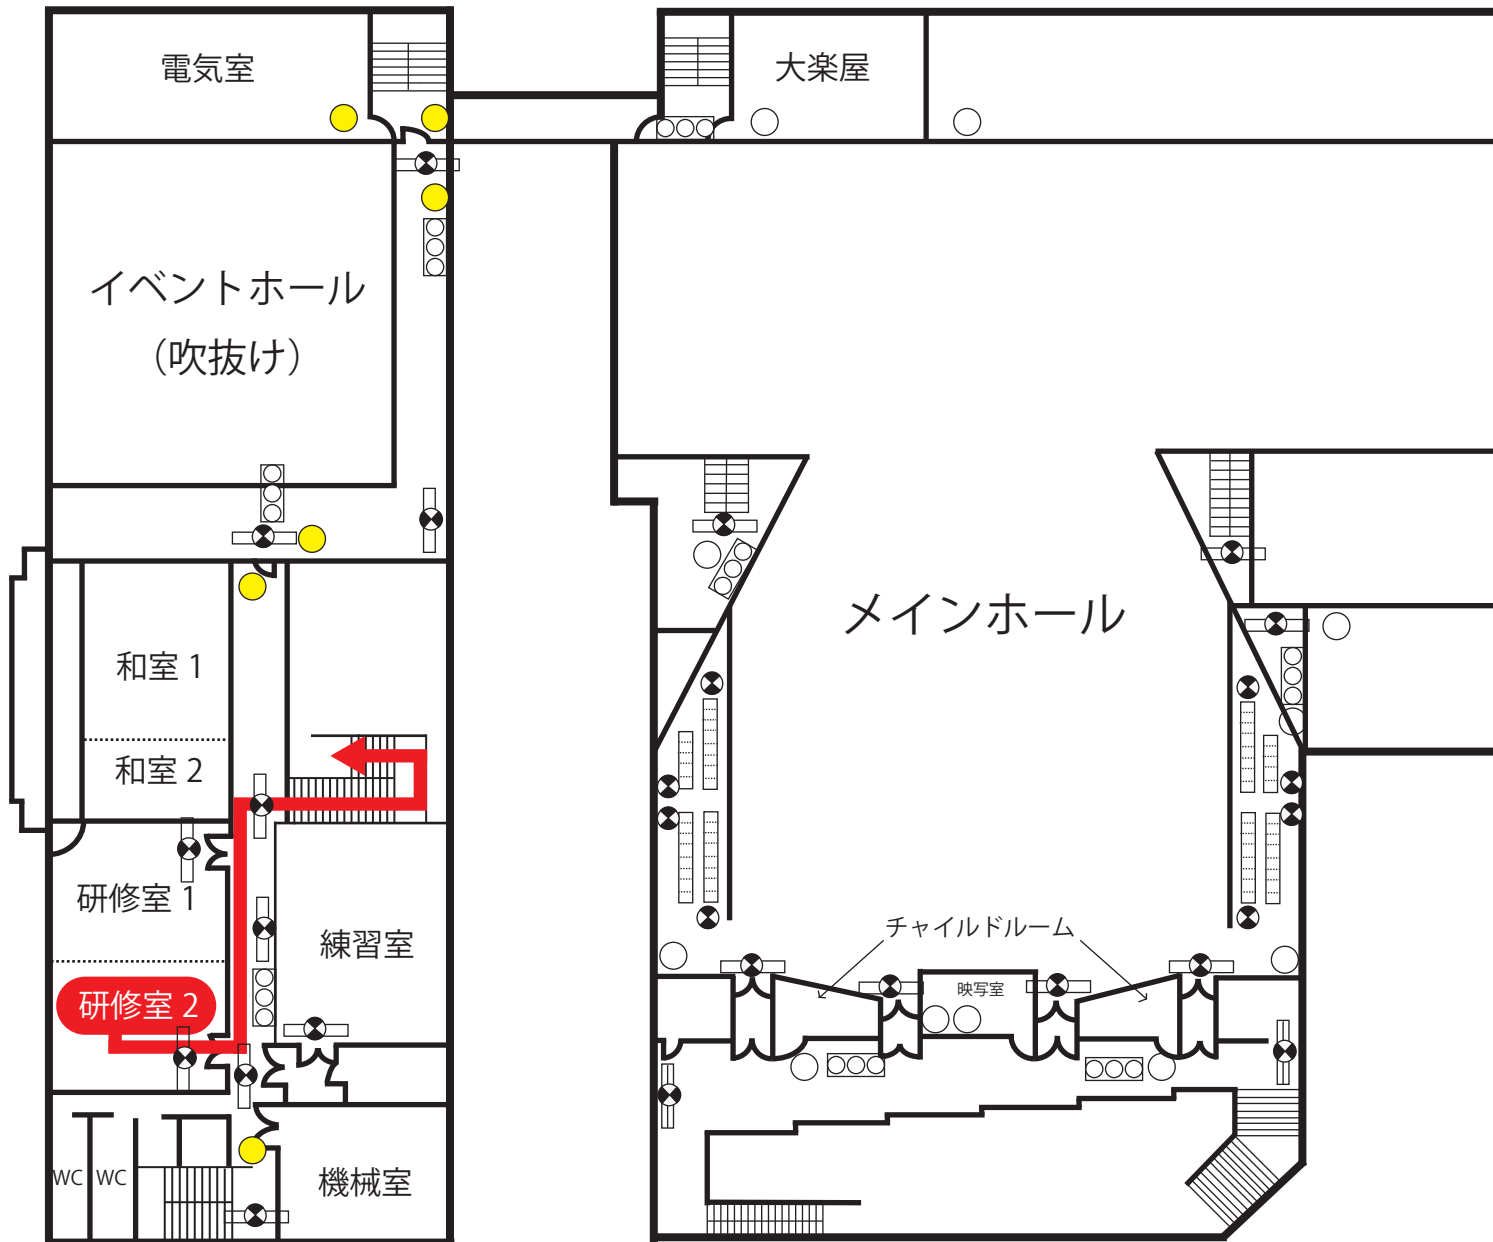 電気室
大楽屋
イベントホール
（吹抜け）
メインホール
和室 1
和室 2
研修室 1
チャイルドルーム
練習室
研修室 2
映写室
WC
WC
機械室